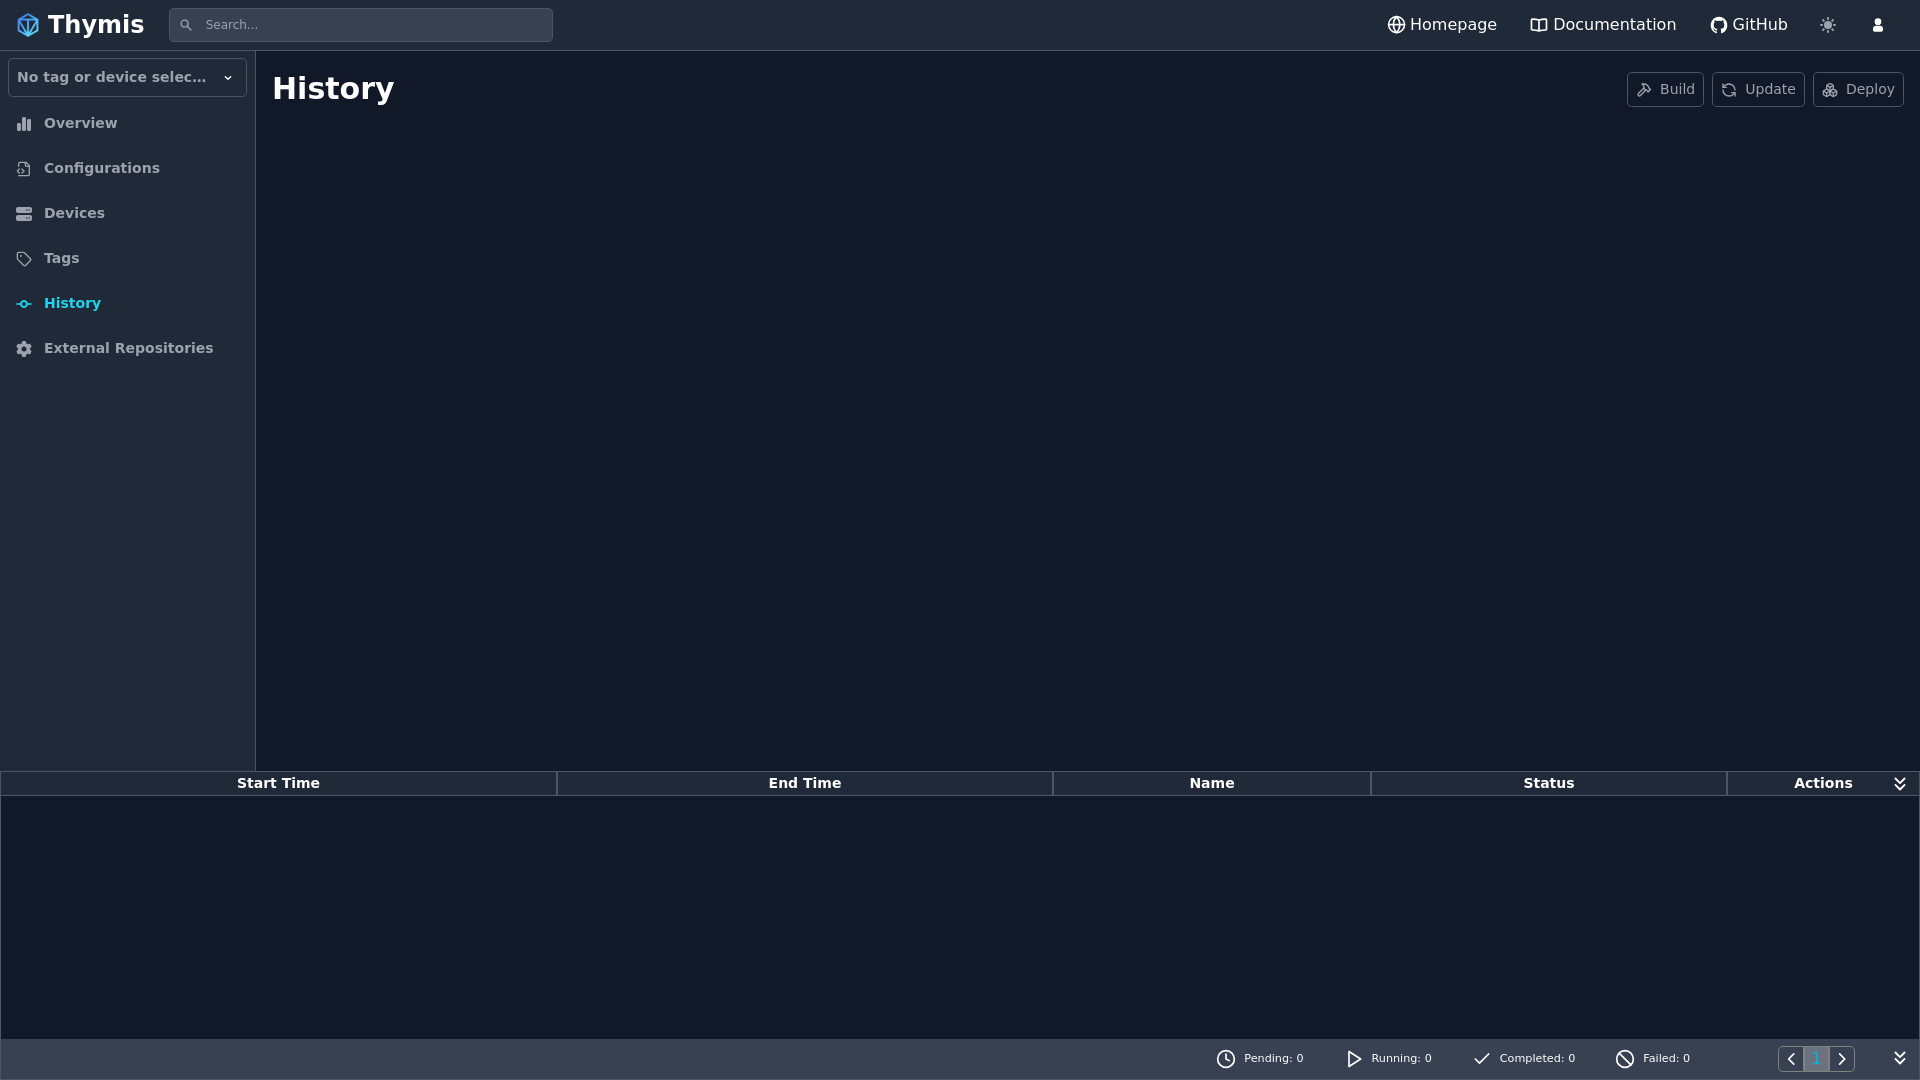 Thymis
Search...
Homepage
Documentation
GitHub
No tag or device selec...
Overview
Configurations
Devices
Tags
History
External Repositories
History
Build
Update
Deploy
Start Time
End Time
Name
Status
Actions
Pending: 0
Running: 0
Completed: 0
Failed: 0
1